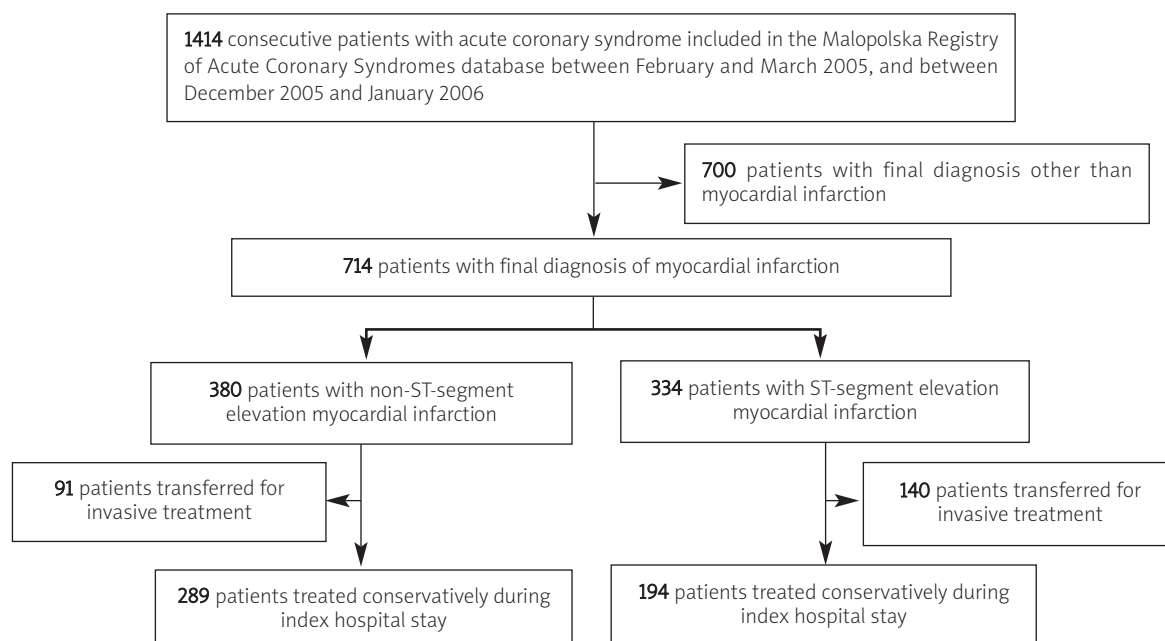 1414 consecutive patients with acute coronary syndrome included in the Malopolska Registry
of Acute Coronary Syndromes database between February and March 2005, and between
December 2005 and January 2006
700 patients with final diagnosis other than
myocardial infarction
714 patients with final diagnosis of myocardial infarction
380 patients with non-ST-segment
elevation myocardial infarction
334 patients with ST-segment elevation
myocardial infarction
91 patients transferred for
invasive treatment
140 patients transferred for
invasive treatment
289 patients treated conservatively during
index hospital stay
194 patients treated conservatively during
index hospital stay